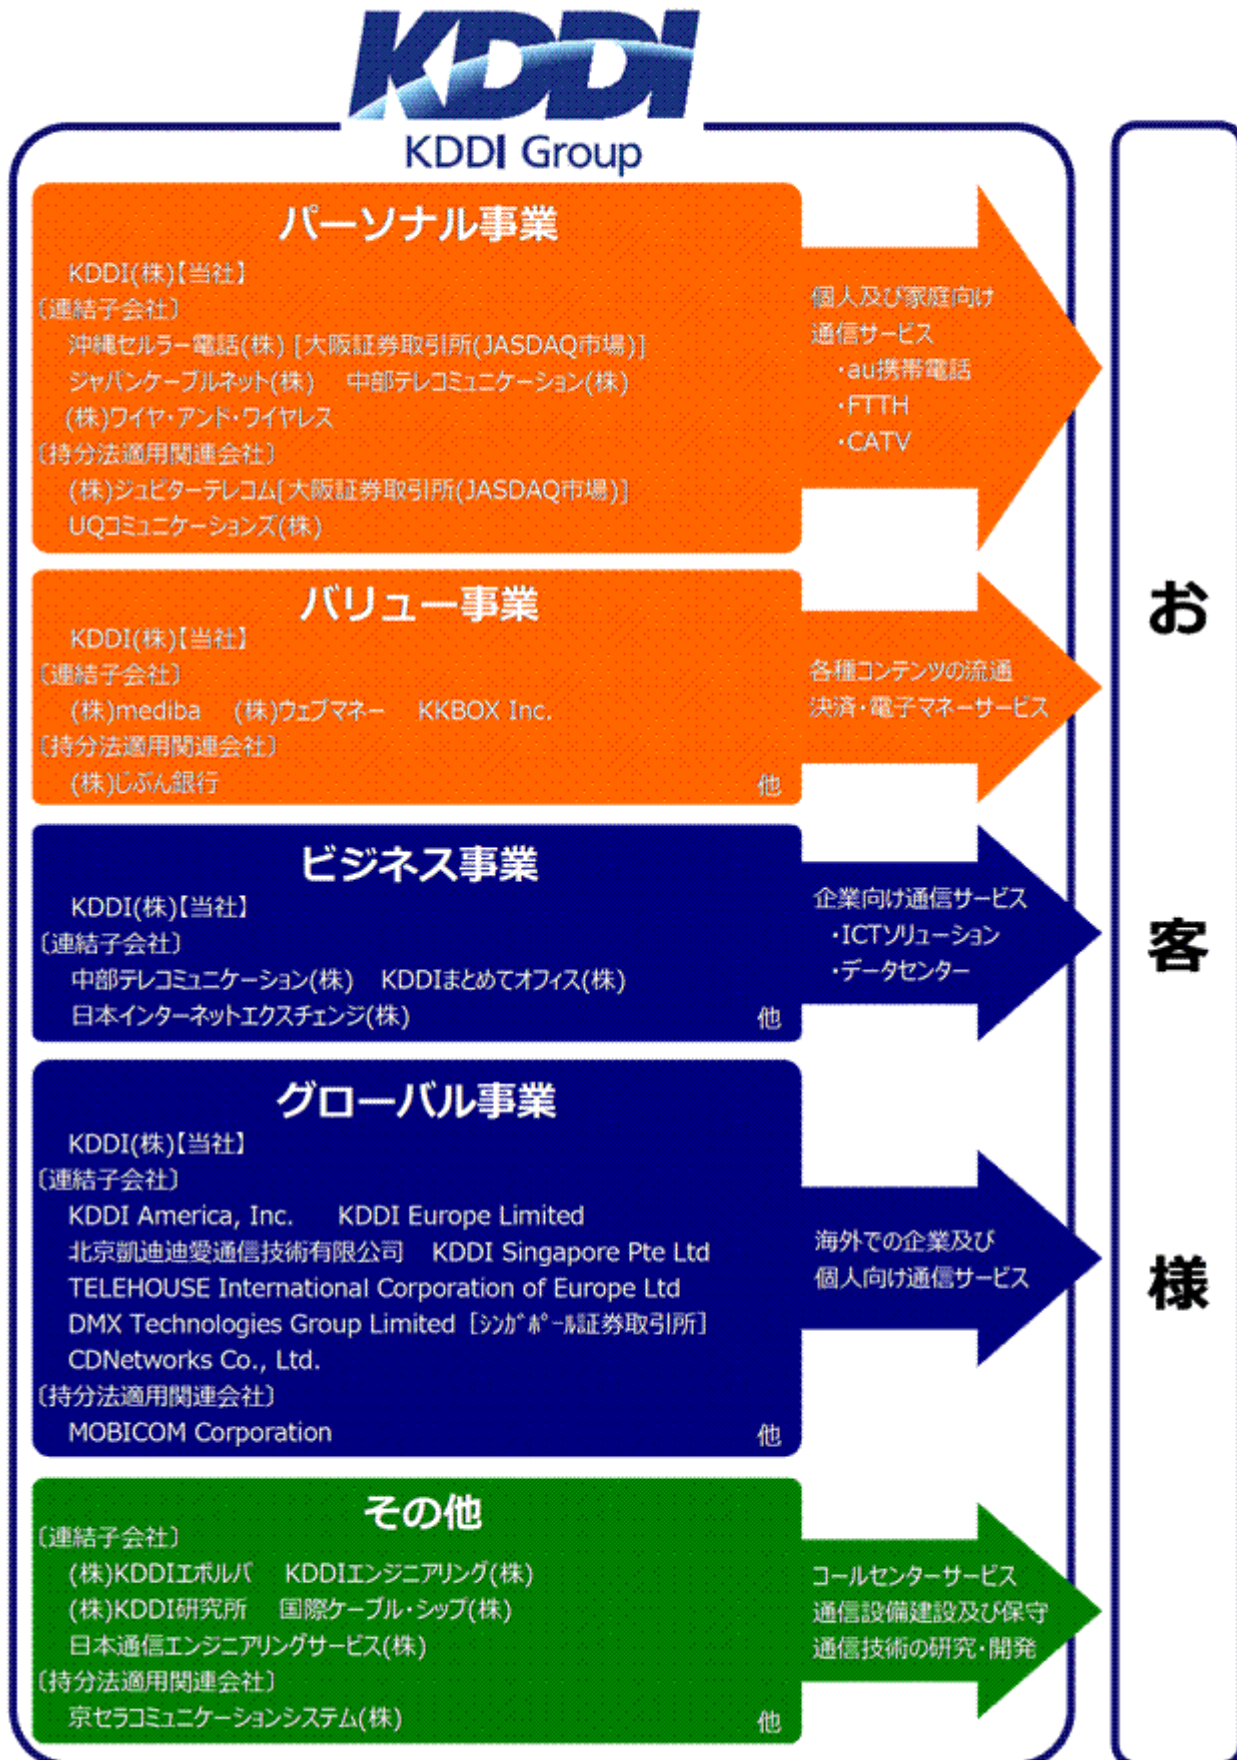 KDDI
KDDI Group
パーソナル事業
KDDI(株)【当社】
〔連結子会社〕
沖縄セルラー電話(株) [大阪証券取引所(JASDAQ市場)]
ジャパンケーブルネット(株) 中部テレコミュニケーション(株)
(株)ワイヤ・アンド・ワイヤレス
〔持分法適用関連会社〕
(株)ジュピターテレコム[大阪証券取引所(JASDAQ市場)]
UQコミュニケーションズ(株)
個人及び家庭向け
通信サービス
・au携帯電話
・FTTH
・CATV
バリュー事業
KDDI(株)【当社】
〔連結子会社〕
(株)mediba (株)ウェブマネー KKBOX Inc.
〔持分法適用関連会社〕
(株)じぶん銀行 他
各種コンテンツの流通
決済・電子マネーサービス
ビジネス事業
KDDI(株)【当社】
〔連結子会社〕
中部テレコミュニケーション(株) KDDIまとめてオフィス(株)
日本インターネットエクスチェンジ(株) 他
企業向け通信サービス
・ICTソリューション
・データセンター
グローバル事業
KDDI(株)【当社】
〔連結子会社〕
KDDI America, Inc. KDDI Europe Limited
北京凱迪迪愛通信技術有限公司 KDDI Singapore Pte Ltd
TELEHOUSE International Corporation of Europe Ltd
DMX Technologies Group Limited [ｼﾝｶﾞﾎﾟｰﾙ証券取引所]
CDNetworks Co., Ltd.
〔持分法適用関連会社〕
MOBICOM Corporation 他
海外での企業及び
個人向け通信サービス
その他
〔連結子会社〕
(株)KDDIエボルバ KDDIエンジニアリング(株)
(株)KDDI研究所 国際ケーブル・シップ(株)
日本通信エンジニアリングサービス(株)
〔持分法適用関連会社〕
京セラコミュニケーションシステム(株) 他
コールセンターサービス
通信設備建設及び保守
通信技術の研究・開発
お客様